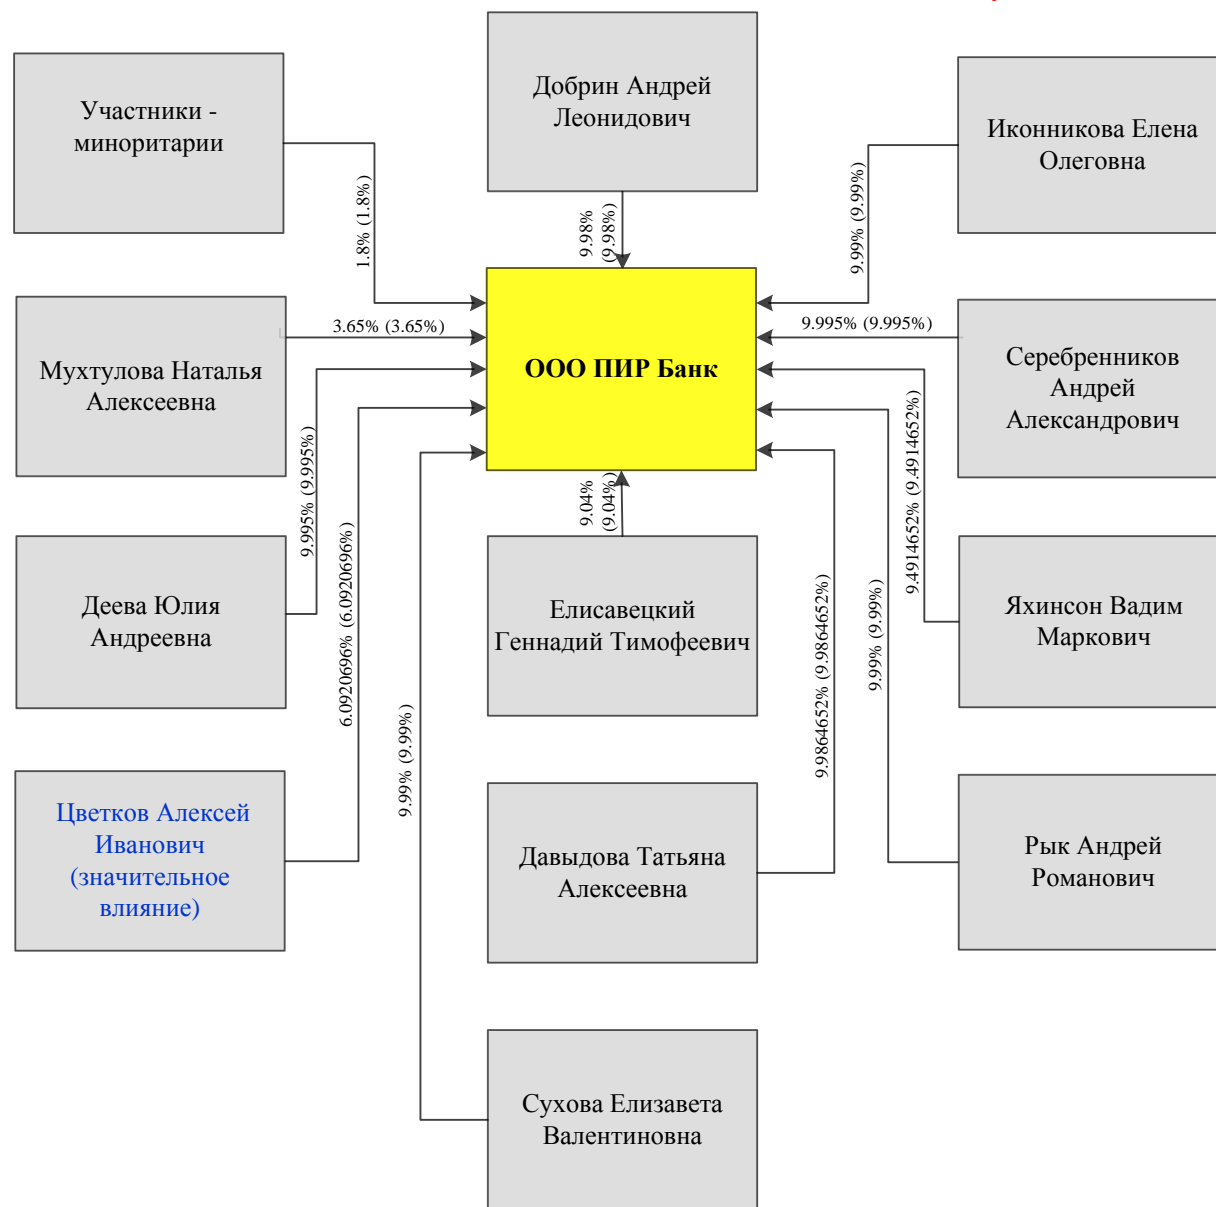 Добрин Андрей
Леонидович
Участники -
миноритарии
Иконникова Елена
Олеговна
1.8% (1.8%)
9.98%
(9.98%)
9.99% (9.99%)
Мухтулова Наталья
Алексеевна
3.65% (3.65%)
ООО ПИР Банк
9.995% (9.995%)
Серебренников
Андрей
Александрович
9.995% (9.995%)
6.0920696% (6.0920696%)
9.99% (9.99%)
9.04%
(9.04%)
9.9864652% (9.9864652%)
9.99% (9.99%)
9.4914652% (9.4914652%)
Деева Юлия
Андреевна
Елисавецкий
Геннадий Тимофеевич
Яхинсон Вадим
Маркович
Цветков Алексей
Иванович
(значительное
влияние)
Давыдова Татьяна
Алексеевна
Рык Андрей
Романович
Сухова Елизавета
Валентиновна